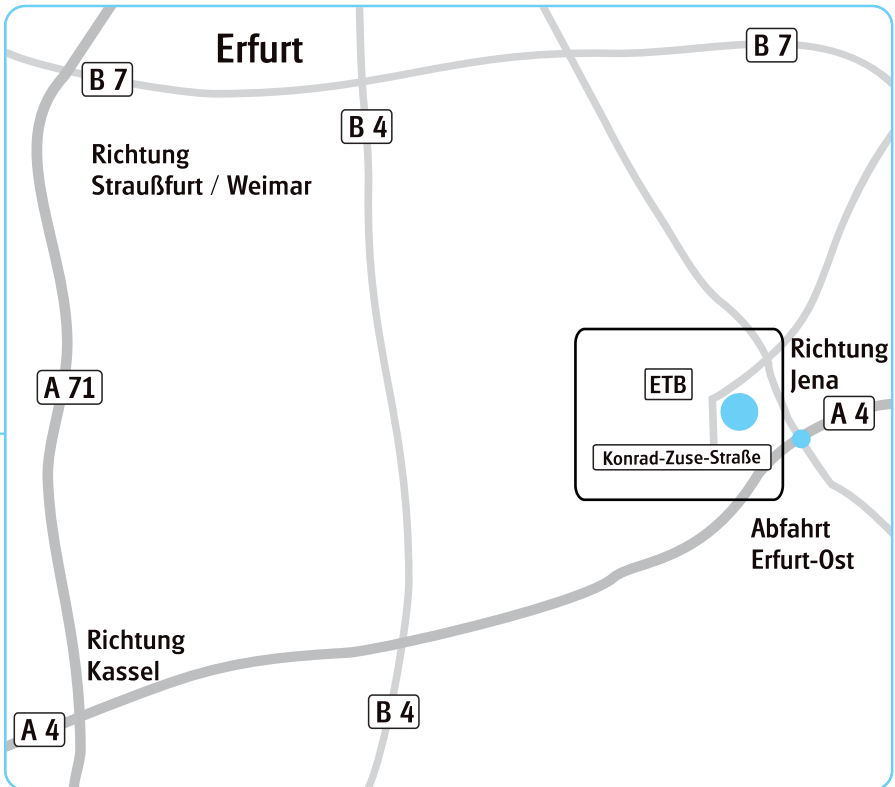 Erfurt
B 7
B 7
B 4
Richtung
Straußfurt / Weimar
Richtung
Jena
A 71
ETB
A 4
Konrad-Zuse-Straße
Abfahrt
Erfurt-Ost
Richtung
Kassel
B 4
A 4